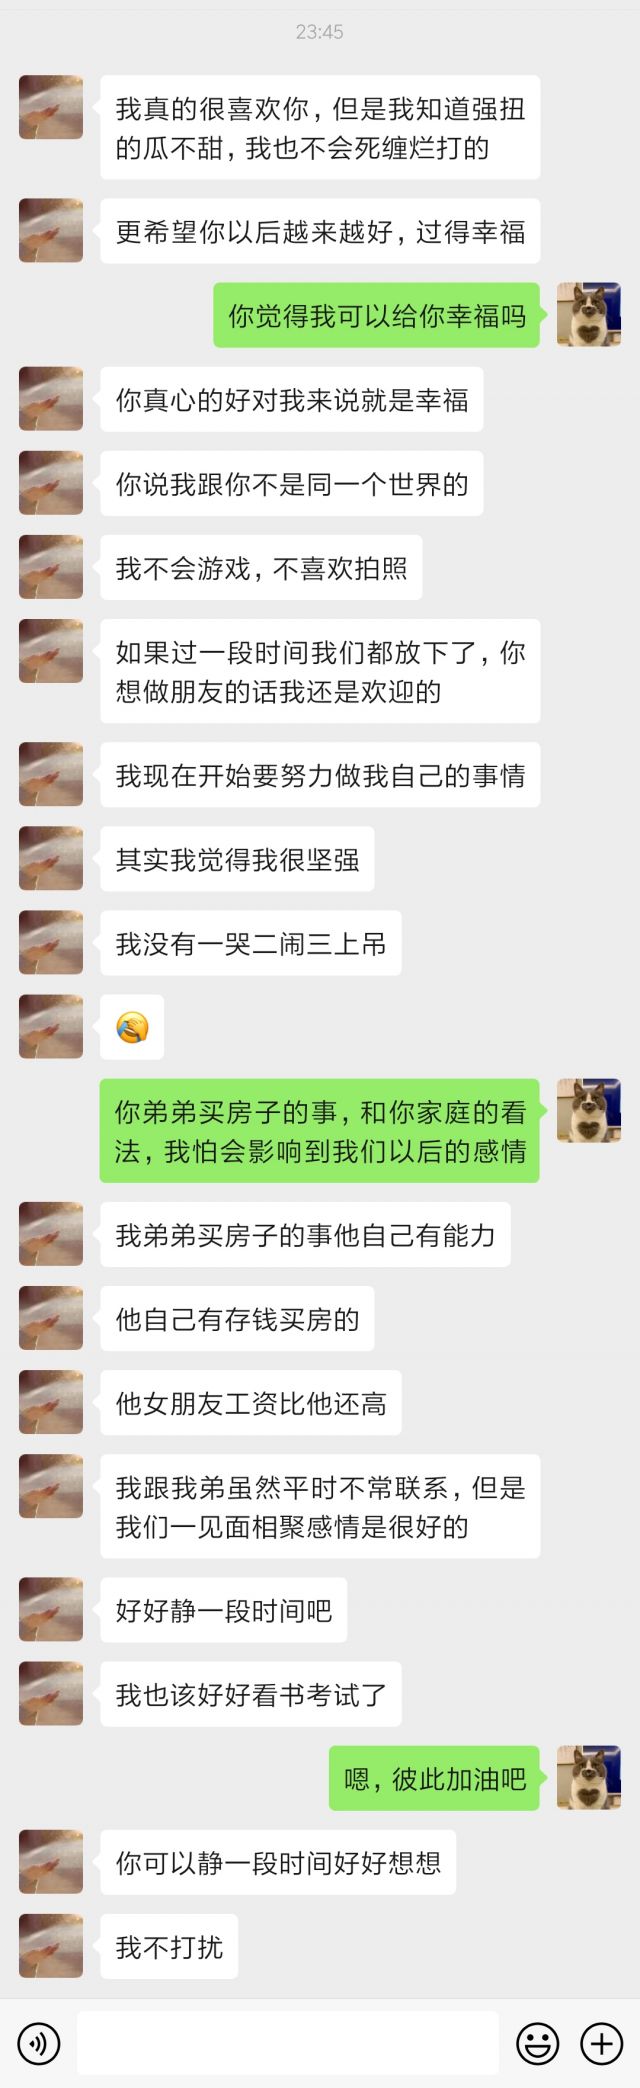 23:45
我真的很喜欢你，但是我知道强扭
的瓜不甜，我也不会死缠烂打的
更希望你以后越来越好，过得幸福
你觉得我可以给你幸福吗
你真心的好对我来说就是幸福
你说我跟你不是同一个世界的
我不会游戏，不喜欢拍照
如果过一段时间我们都放下了，你
想做朋友的话我还是欢迎的
我现在开始要努力做我自己的事情
其实我觉得我很坚强
我没有一哭二闹三上吊
你弟弟买房子的事，和你家庭的看
法，我怕会影响到我们以后的感情
我弟弟买房子的事他自己有能力
他自己有存钱买房的
他女朋友工资比他还高
我跟我弟虽然平时不常联系，但是
我们一见面相聚感情是很好的
好好静一段时间吧
我也该好好看书考试了
嗯，彼此加油吧
你可以静一段时间好好想想
我不打扰